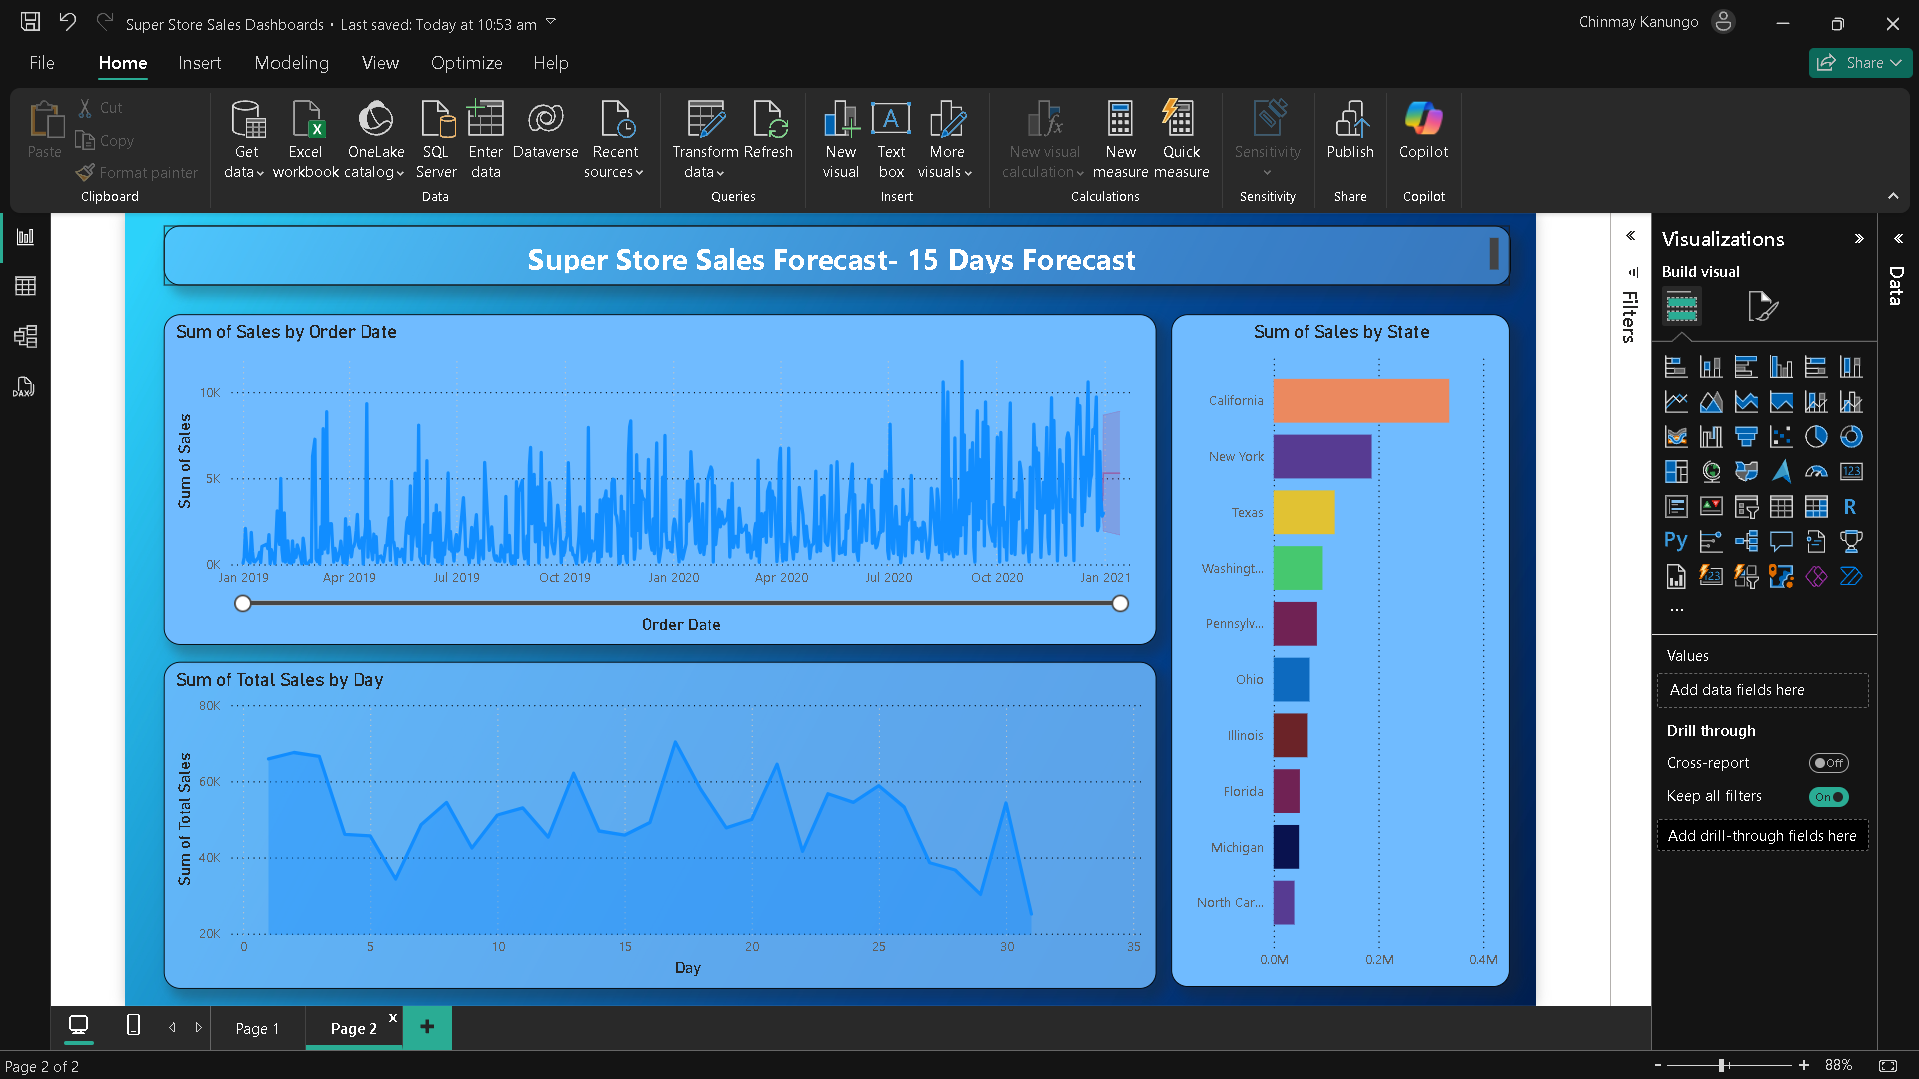 Super Store Sales Dashboards • Last saved: Today at 10:53 am
Chinmay Kanungo
File Home Insert Modeling View Optimize Help
Share
Paste
Cut
Copy
Format painter
Clipboard
Get data
Excel workbook
OneLake catalog
SQL Server
Enter data
Dataverse
Recent sources
Data
Transform data
Refresh
Queries
New visual
Text box
More visuals
Insert
New visual calculation
New measure
Quick measure
Calculations
Sensitivity
Sensitivity
Publish
Share
Copilot
Copilot
Super Store Sales Forecast- 15 Days Forecast
Sum of Sales by Order Date
Sum of Sales
10K
5K
0K
Jan 2019 Apr 2019 Jul 2019 Oct 2019 Jan 2020 Apr 2020 Jul 2020 Oct 2020 Jan 2021
Order Date
Sum of Total Sales by Day
Sum of Total Sales
80K
60K
40K
20K
0 5 10 15 20 25 30 35
Day
Sum of Sales by State
California
New York
Texas
Washingt...
Pennsylv...
Ohio
Illinois
Florida
Michigan
North Car...
0.0M 0.2M 0.4M
Filters
Visualizations
Build visual
123
R
Py
123
...
Values
Add data fields here
Drill through
Cross-report
Off
Keep all filters
On
Add drill-through fields here
Data
DAX
Page 1
Page 2
x
+
Page 2 of 2
- + 88%